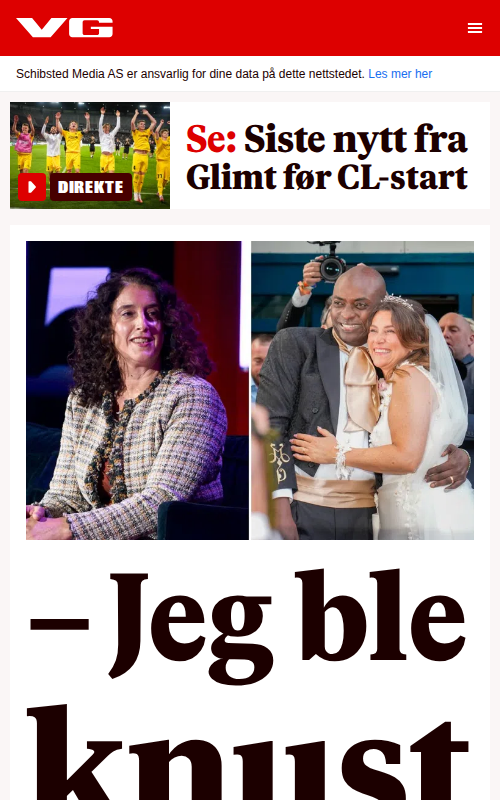 VG
Schibsted Media AS er ansvarlig for dine data på dette nettstedet. Les mer her
DIREKTE
Se: Siste nytt fra
Glimt før CL-start
– Jeg ble
knust